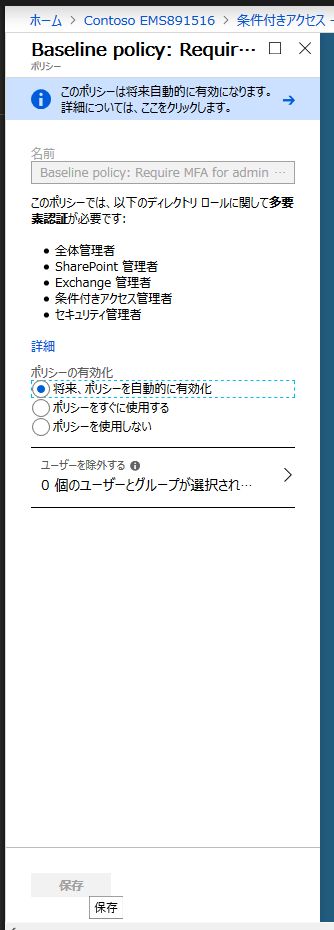 ホーム > Contoso EMS891516 > 条件付きアクセス -
Baseline policy: Requir···
ポリシー
このポリシーは将来自動的に有効になります。
詳細については、ここをクリックします。
名前
Baseline policy: Require MFA for admin ···
このポリシーでは、以下のディレクトリ ロールに関して多要
素認証が必要です:
• 全体管理者
• SharePoint 管理者
• Exchange 管理者
• 条件付きアクセス管理者
• セキュリティ管理者
詳細
ポリシーの有効化
将来、ポリシーを自動的に有効化
ポリシーをすぐに使用する
ポリシーを使用しない
ユーザーを除外する
0 個のユーザーとグループが選択され···
保存
保存